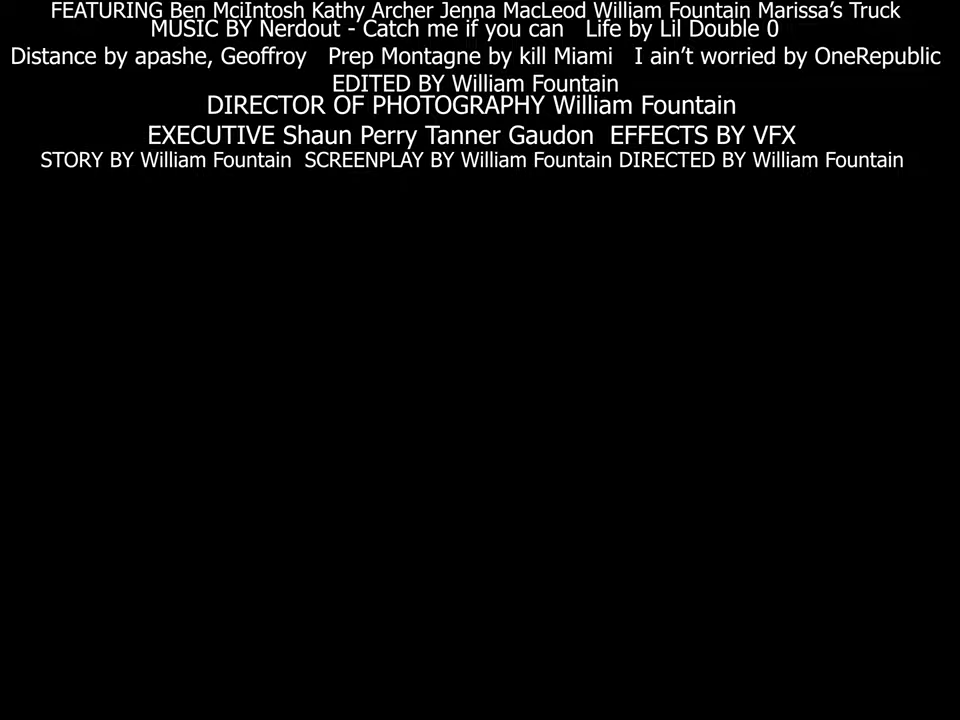 FEATURING Ben MciIntosh Kathy Archer Jenna MacLeod William Fountain Marissa’s Truck
MUSIC BY Nerdout - Catch me if you can Life by Lil Double 0
Distance by apashe, Geoffroy Prep Montagne by kill Miami I ain’t worried by OneRepublic
EDITED BY William Fountain
DIRECTOR OF PHOTOGRAPHY William Fountain
EXECUTIVE Shaun Perry Tanner Gaudon EFFECTS BY VFX
STORY BY William Fountain SCREENPLAY BY William Fountain DIRECTED BY William Fountain